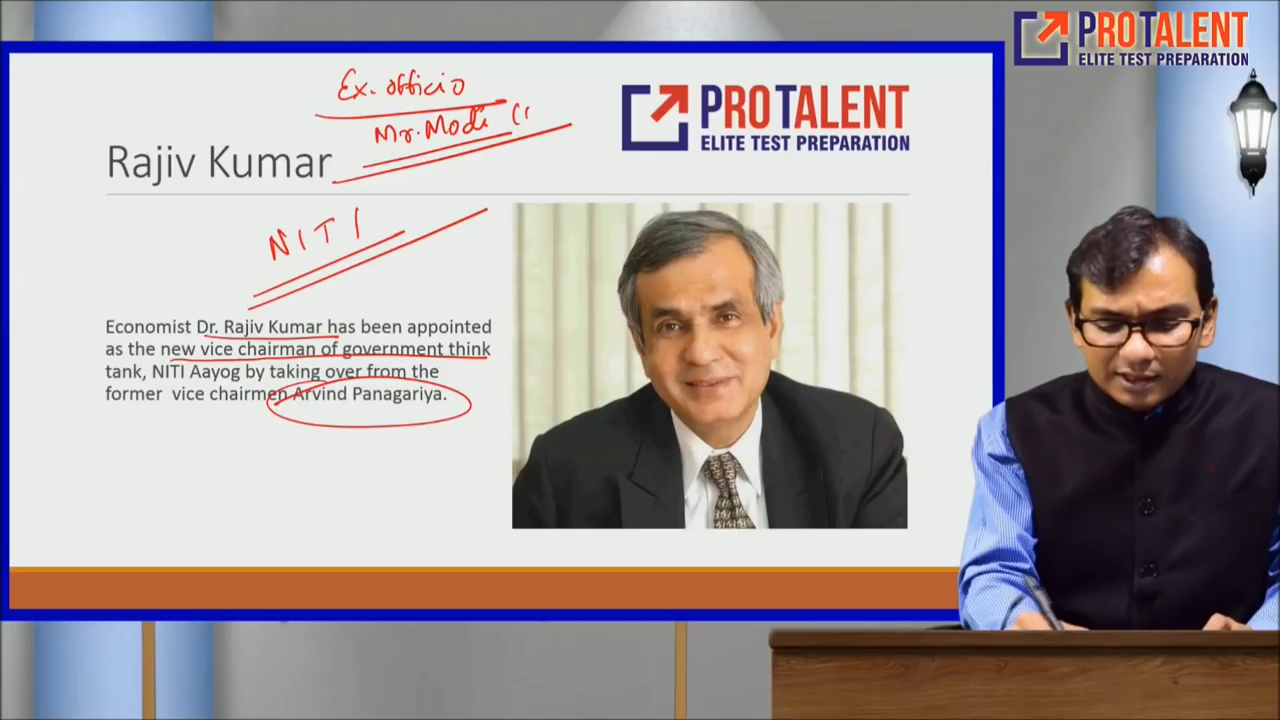 PROTALENT
ELITE TEST PREPARATION
Ex. officio
Mr. Modi (
PROTALENT
ELITE TEST PREPARATION
Rajiv Kumar
NITI
Economist Dr. Rajiv Kumar has been appointed
as the new vice chairman of government think
tank, NITI Aayog by taking over from the
former vice chairmen Arvind Panagariya.